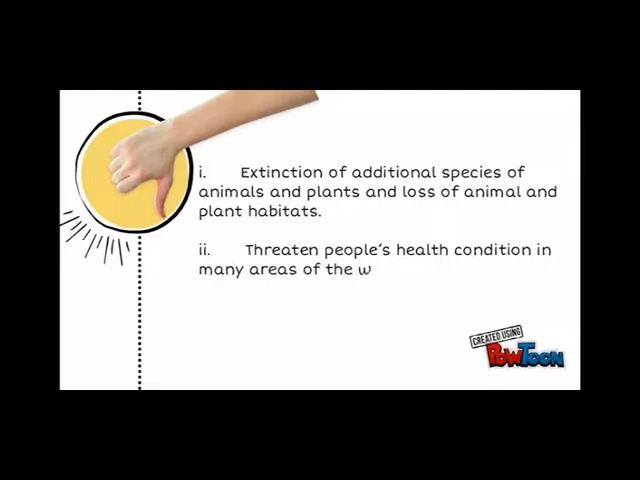 i. Extinction of additional species of
animals and plants and loss of animal and
plant habitats.
ii. Threaten people's health condition in
many areas of the w
CREATED USING
POWTOON